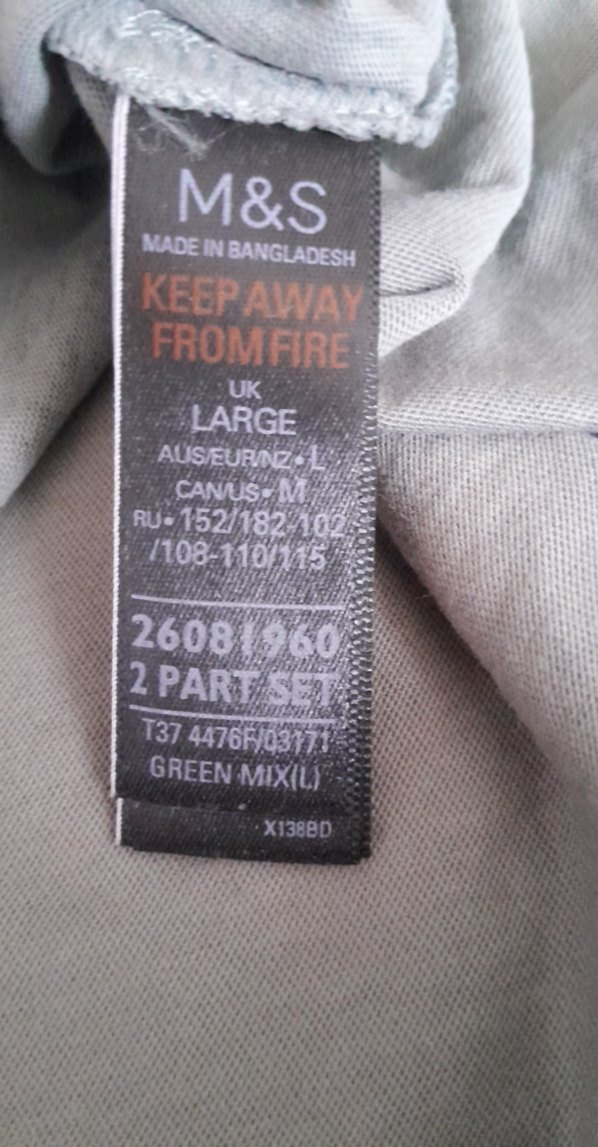 M&S
MADE IN BANGLADESH
KEEP AWAY
FROM FIRE
UK
LARGE
AUS/EUR/NZ• L
CAN/US• M
RU• 152/182 102
/108-110/115
26081960
2 PART SET
T37 4476F/03171
GREEN MIX(L)
X138BD